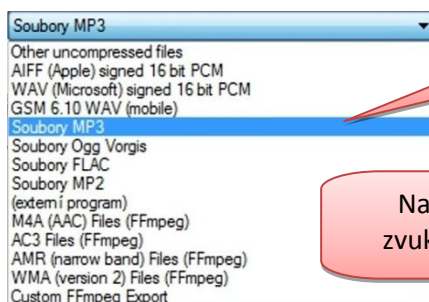 Soubory MP3
Other uncompressed files
AIFF (Apple) signed 16 bit PCM
WAV (Microsoft) signed 16 bit PCM
GSM 6.10 WAV (mobile)
Soubory MP3
Soubory Ogg Vorgis
Soubory FLAC
Soubory MP2
(externí program)
M4A (AAC) Files (FFmpeg)
AC3 Files (FFmpeg)
AMR (narrow band) Files (FFmpeg)
WMA (version 2) Files (FFmpeg)
Custom FFmpeg Export
Na
zvuk